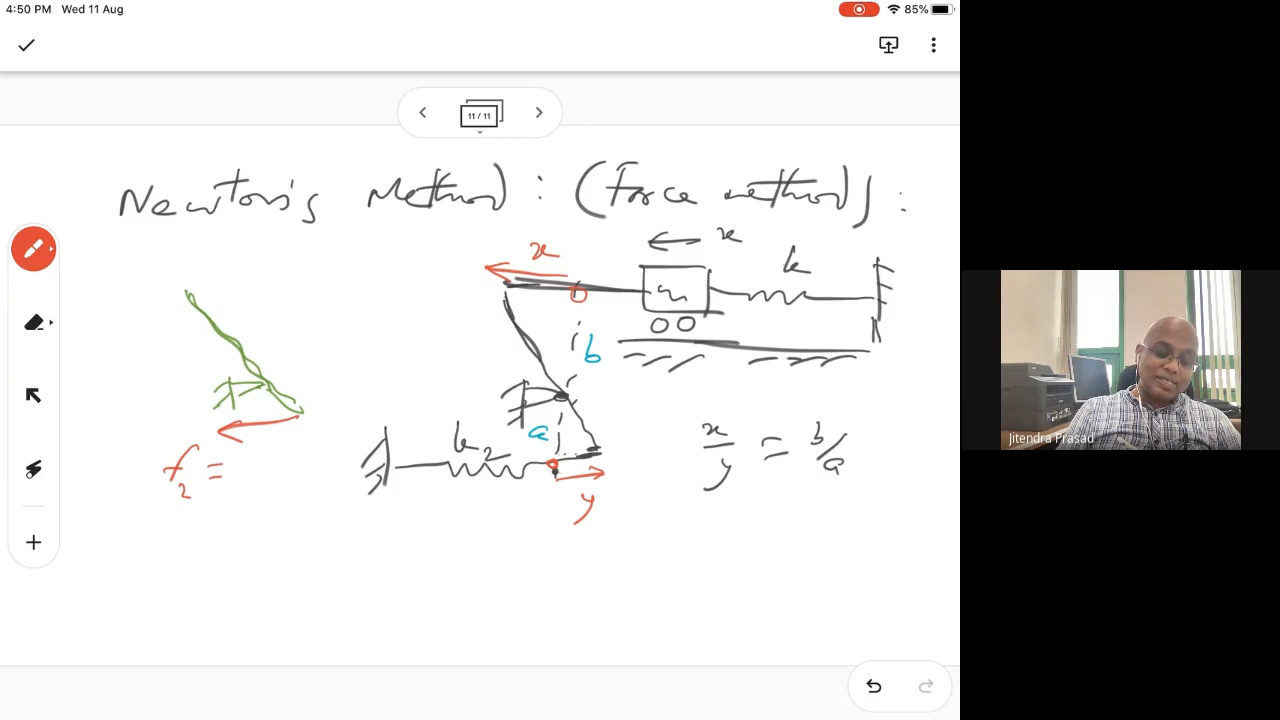 4:50 PM Wed 11 Aug
85%
11 / 11
Newton's Method : (Force method) :
x
x
k
m
b
a
k2
x/y = b/a
f2 =
y
Jitendra Prasad